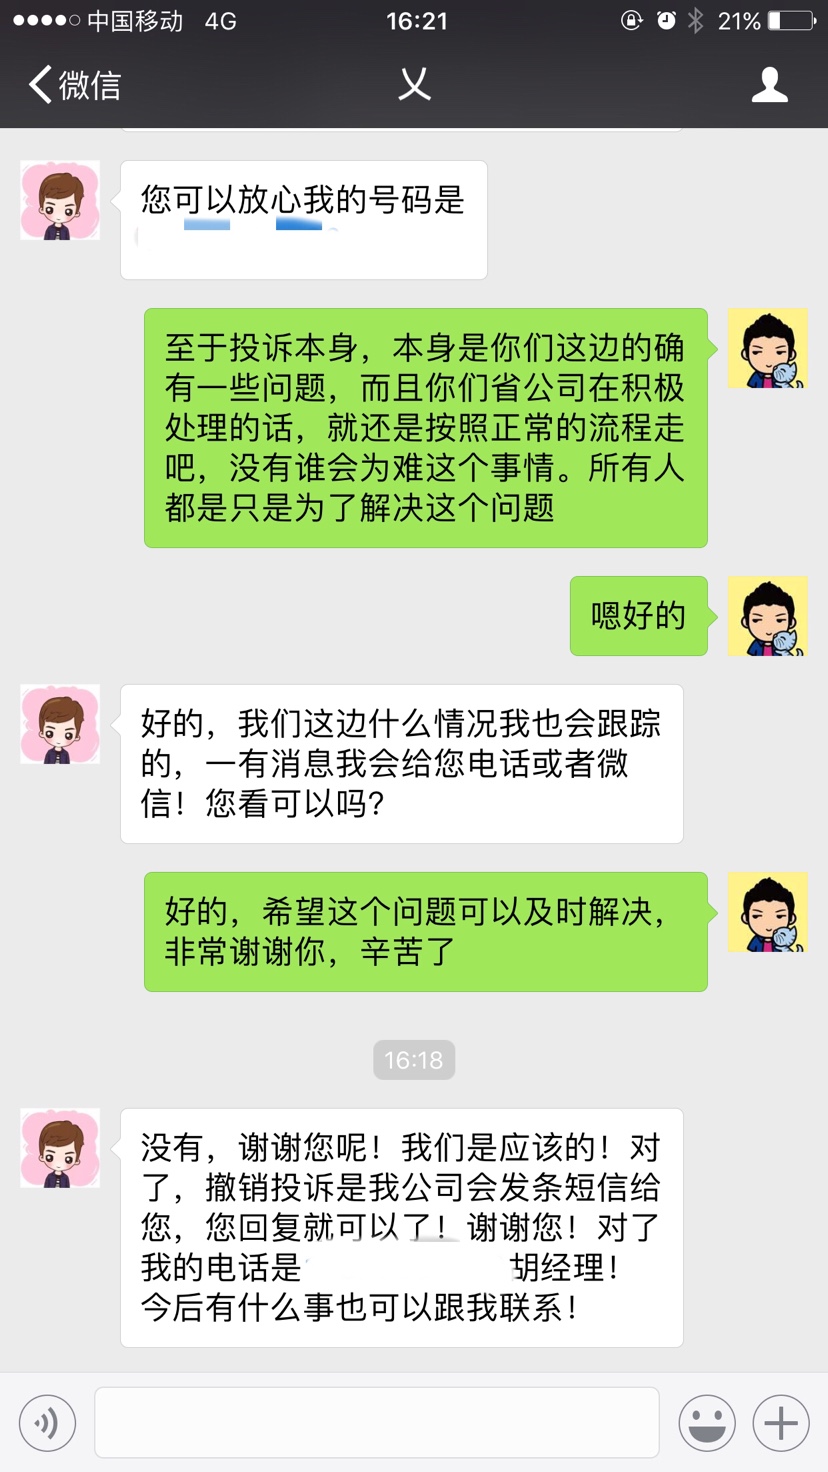 中国移动 4G 16:21 21%
微信 乂
您可以放心我的号码是
至于投诉本身，本身是你们这边的确
有一些问题，而且你们省公司在积极
处理的话，就还是按照正常的流程走
吧，没有谁会为难这个事情。所有人
都是只是为了解决这个问题
嗯好的
好的，我们这边什么情况我也会跟踪
的，一有消息我会给您电话或者微
信！您看可以吗?
好的，希望这个问题可以及时解决，
非常谢谢你，辛苦了
16:18
没有，谢谢您呢！我们是应该的！对
了，撤销投诉是我公司会发条短信给
您，您回复就可以了！谢谢您！对了
我的电话是 胡经理！
今后有什么事也可以跟我联系！